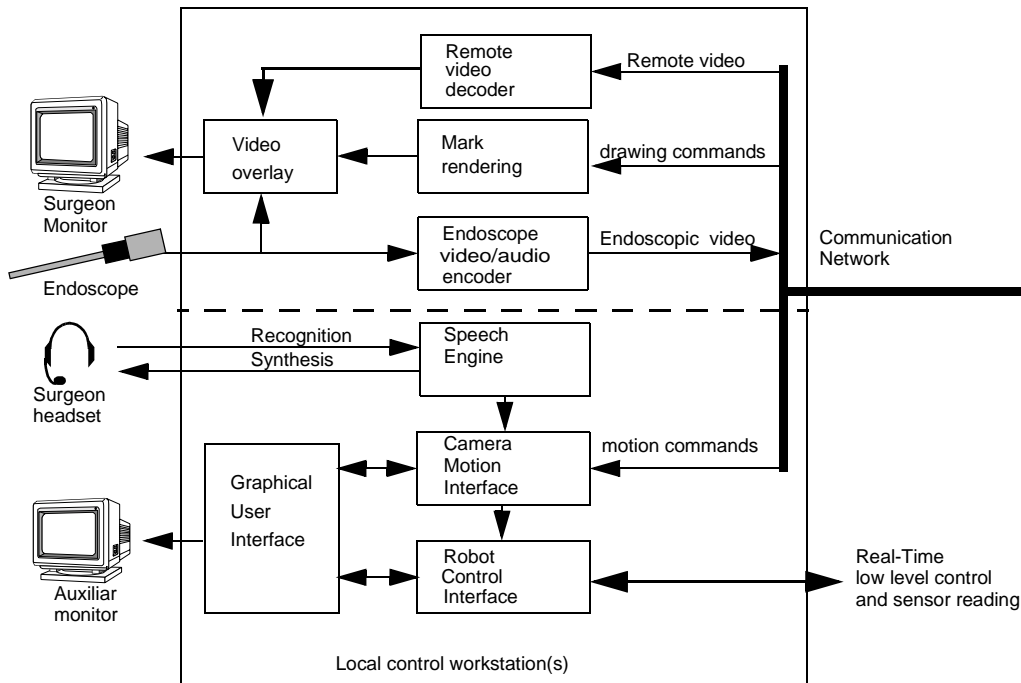 Remote
video
decoder
Remote video
Video
overlay
Mark
rendering
drawing commands
Surgeon
Monitor
Endoscope
video/audio
encoder
Endoscopic video
Communication
Network
Endoscope
Recognition
Synthesis
Speech
Engine
Surgeon
headset
Camera
Motion
Interface
motion commands
Graphical
User
Interface
Robot
Control
Interface
Real-Time
low level control
and sensor reading
Auxiliar
monitor
Local control workstation(s)